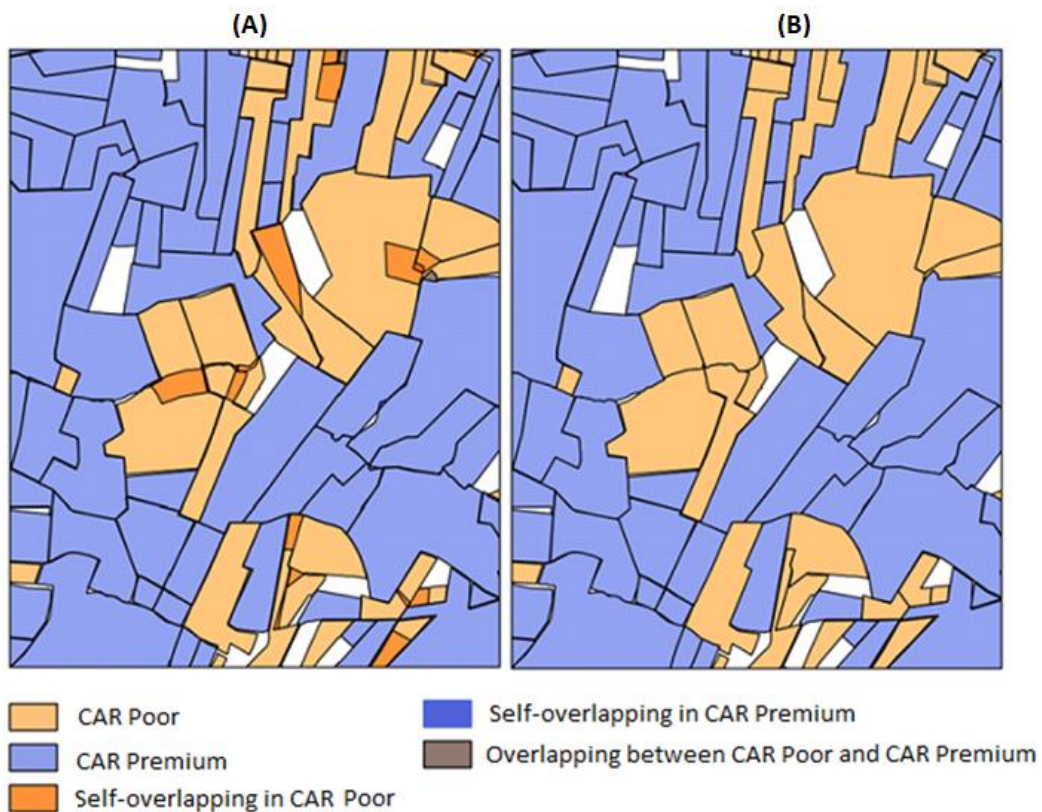 (A)
(B)
CAR Poor
CAR Premium
Self-overlapping in CAR Poor
Self-overlapping in CAR Premium
Overlapping between CAR Poor and CAR Premium